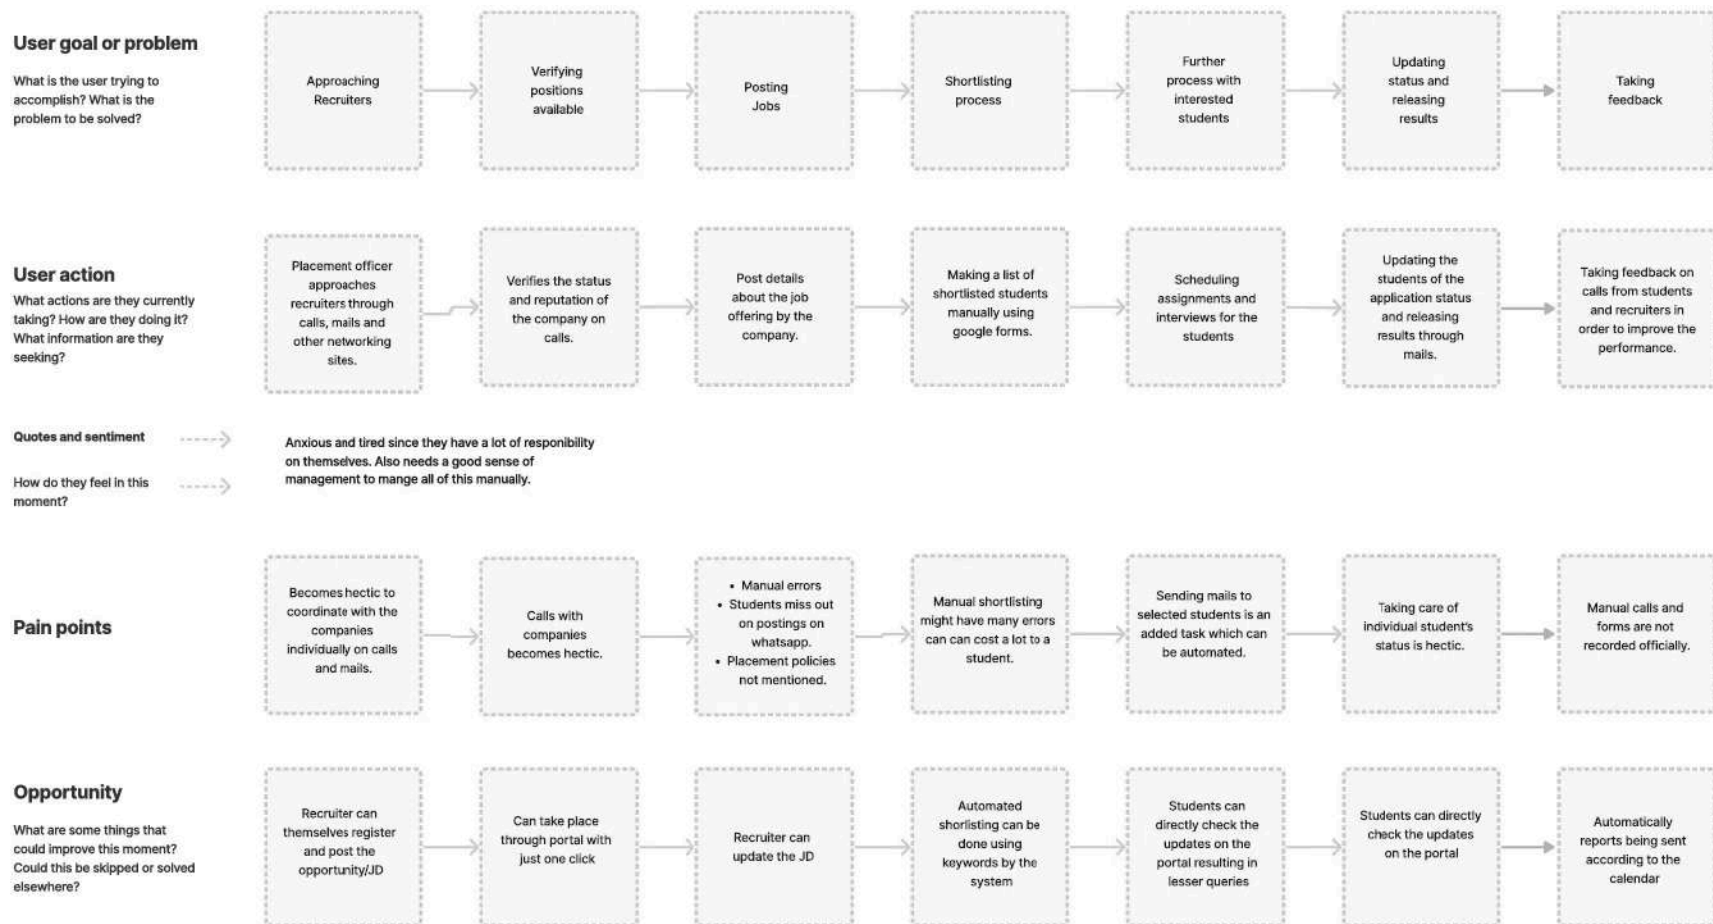 User goal or problem
What is the user trying to
accomplish? What is the
problem to be solved?
Approaching
Recruiters
Verifying
positions
available
Posting
Jobs
Shortlisting
process
Further
process with
interested
students
Updating
status and
releasing
results
Taking
feedback
User action
What actions are they currently
taking? How are they doing it?
What information are they
seeking?
Placement officer
approaches
recruiters through
calls, mails and
other networking
sites.
Verifies the status
and reputation of
the company on
calls.
Post details
about the job
offering by the
company.
Making a list of
shortlisted students
manually using
google forms.
Scheduling
assignments and
interviews for the
students
Updating the
students of the
application status
and releasing
results through
mails.
Taking feedback on
calls from students
and recruiters in
order to improve the
performance.
Quotes and sentiment
How do they feel in this
moment?
Anxious and tired since they have a lot of responibility
on themselves. Also needs a good sense of
management to mange all of this manually.
Pain points
Becomes hectic to
coordinate with the
companies
individually on calls
and mails.
Calls with
companies
becomes hectic.
• Manual errors
• Students miss out
on postings on
whatsapp.
• Placement policies
not mentioned.
Manual shortlisting
might have many errors
can can cost a lot to a
student.
Sending mails to
selected students is an
added task which can
be automated.
Taking care of
individual student's
status is hectic.
Manual calls and
forms are not
recorded officially.
Opportunity
What are some things that
could improve this moment?
Could this be skipped or solved
elsewhere?
Recruiter can
themselves register
and post the
opportunity/JD
Can take place
through portal with
just one click
Recruiter can
update the JD
Automated
shorlisting can be
done using
keywords by the
system
Students can
directly check the
updates on the
portal resulting in
lesser queries
Students can directly
check the updates
on the portal
Automatically
reports being sent
according to the
calendar